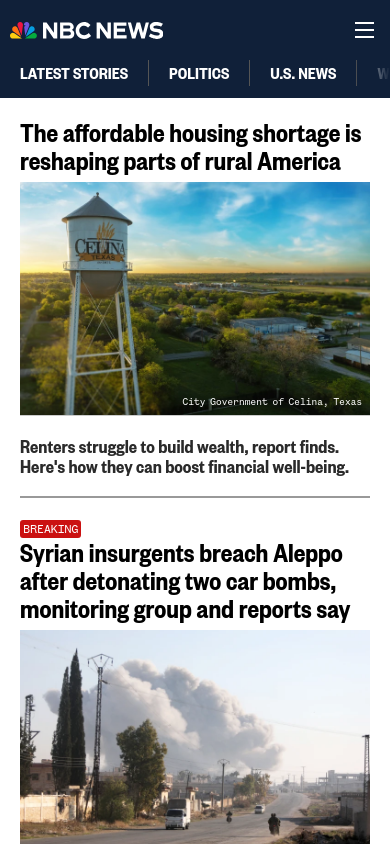 NBC NEWS
LATEST STORIES
POLITICS
U.S. NEWS
The affordable housing shortage is
reshaping parts of rural America
CELINA
TEXAS
City Government of Celina, Texas
Renters struggle to build wealth, report finds.
Here's how they can boost financial well-being.
BREAKING
Syrian insurgents breach Aleppo
after detonating two car bombs,
monitoring group and reports say